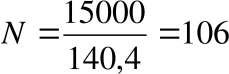 N = 15000 / 140,4 = 106